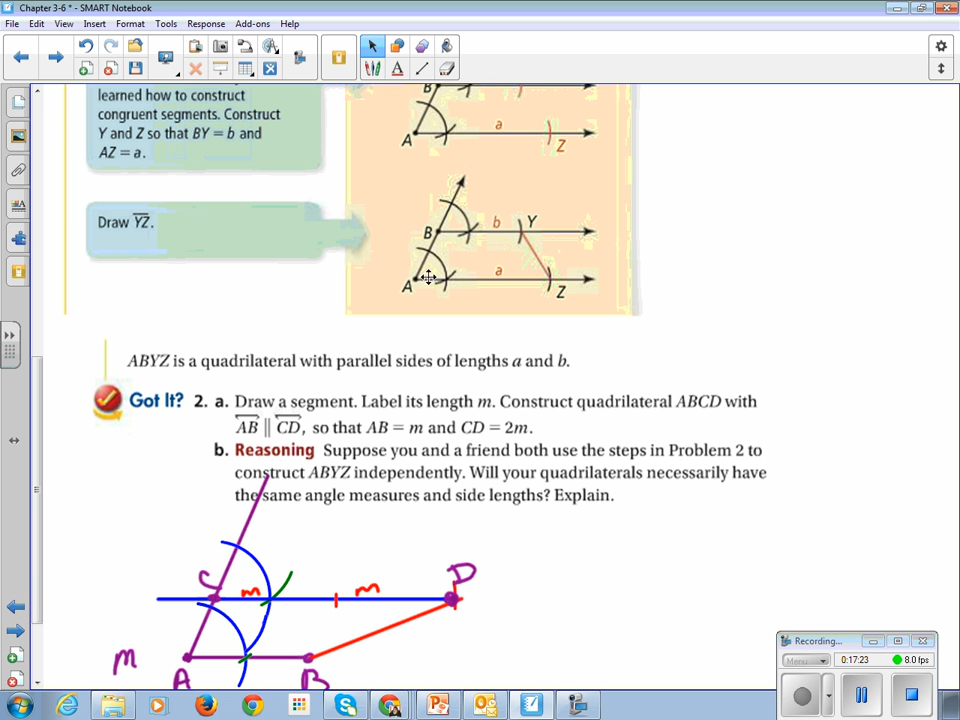 Chapter 3-6 * - SMART Notebook
File Edit View Insert Format Tools Response Add-ons Help
learned how to construct
congruent segments. Construct
Y and Z so that BY = b and
AZ = a.
B
a
A
Z
Draw YZ.
b
Y
B
a
A
Z
ABYZ is a quadrilateral with parallel sides of lengths a and b.
Got It? 2. a. Draw a segment. Label its length m. Construct quadrilateral ABCD with
AB ∥ CD, so that AB = m and CD = 2m.
b. Reasoning Suppose you and a friend both use the steps in Problem 2 to
construct ABYZ independently. Will your quadrilaterals necessarily have
the same angle measures and side lengths? Explain.
C
m
m
D
m
A
B
Recording...
Menu
0:17:23
8.0 fps